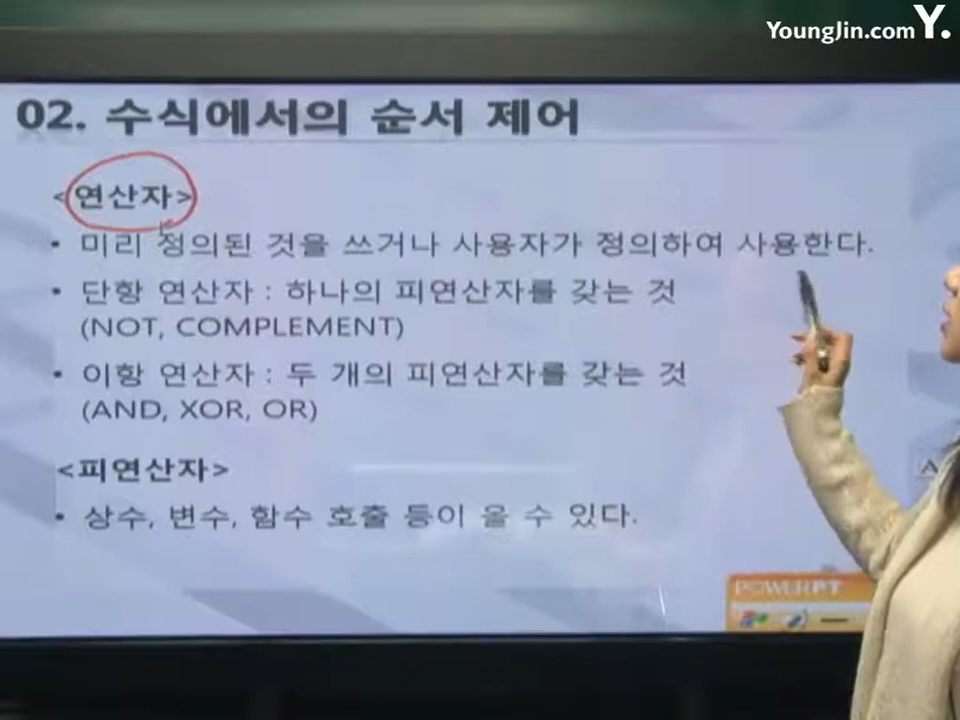 YoungJin.com Y.
02. 수식에서의 순서 제어
<연산자>
• 미리 정의된 것을 쓰거나 사용자가 정의하여 사용한다.
• 단항 연산자 : 하나의 피연산자를 갖는 것
(NOT, COMPLEMENT)
• 이항 연산자 : 두 개의 피연산자를 갖는 것
(AND, XOR, OR)
<피연산자>
• 상수, 변수, 함수 호출 등이 올 수 있다.
A
POWERPT